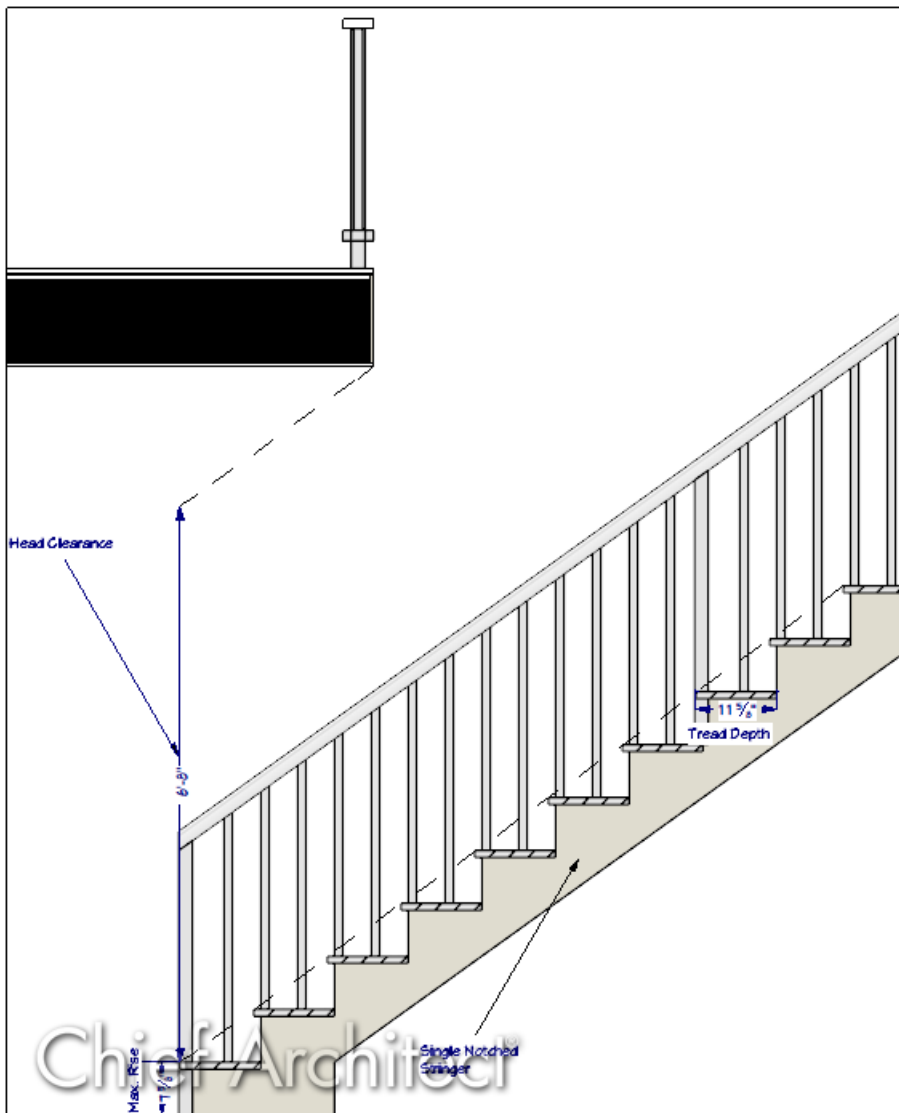 Head Clearance
6'-8"
11 5/8"
Tread Depth
Chief Architect®
Single Notched
Stringer
Max. Rise